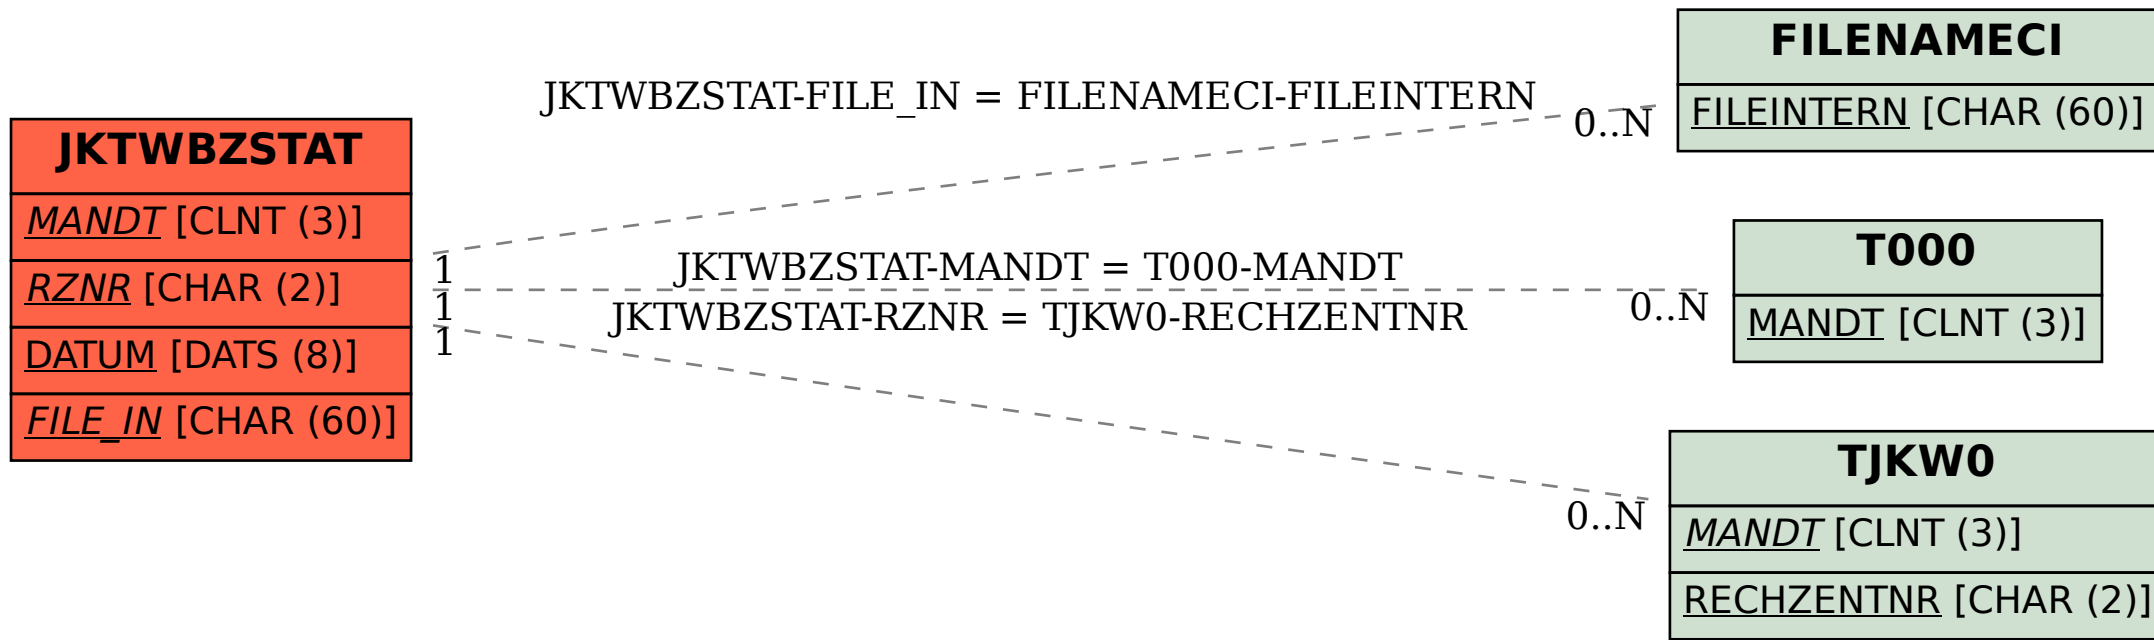 JKTWBZSTAT
MANDT [CLNT (3)]
RZNR [CHAR (2)]
DATUM [DATS (8)]
FILE_IN [CHAR (60)]
JKTWBZSTAT-FILE_IN = FILENAMECI-FILEINTERN
0..N
1
JKTWBZSTAT-MANDT = T000-MANDT
1
0..N
JKTWBZSTAT-RZNR = TJKW0-RECHZENTNR
1
0..N
FILENAMECI
FILEINTERN [CHAR (60)]
T000
MANDT [CLNT (3)]
TJKW0
MANDT [CLNT (3)]
RECHZENTNR [CHAR (2)]